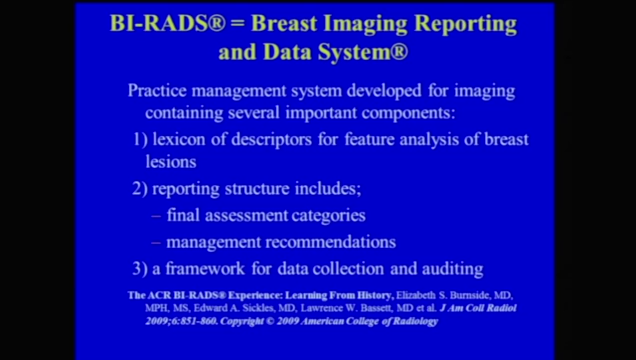 BI-RADS® = Breast Imaging Reporting
and Data System®
Practice management system developed for imaging
containing several important components:
1) lexicon of descriptors for feature analysis of breast
lesions
2) reporting structure includes;
– final assessment categories
– management recommendations
3) a framework for data collection and auditing
The ACR BI-RADS® Experience: Learning From History, Elizabeth S. Burnside, MD,
MPH, MS, Edward A. Sickles, MD, Lawrence W. Bassett, MD et al. J Am Coll Radiol
2009;6:851-860. Copyright © 2009 American College of Radiology